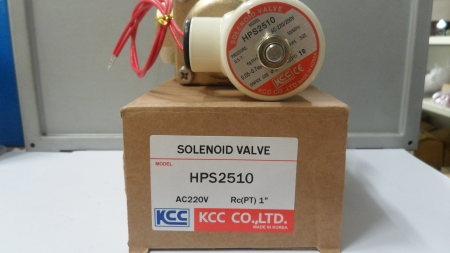 SOLENOID VALVE
HPS2510
KCC CE
SOLENOID VALVE
MODEL
HPS2510
AC220V Rc(PT) 1"
KCC KCC CO.,LTD.
MADE IN KOREA